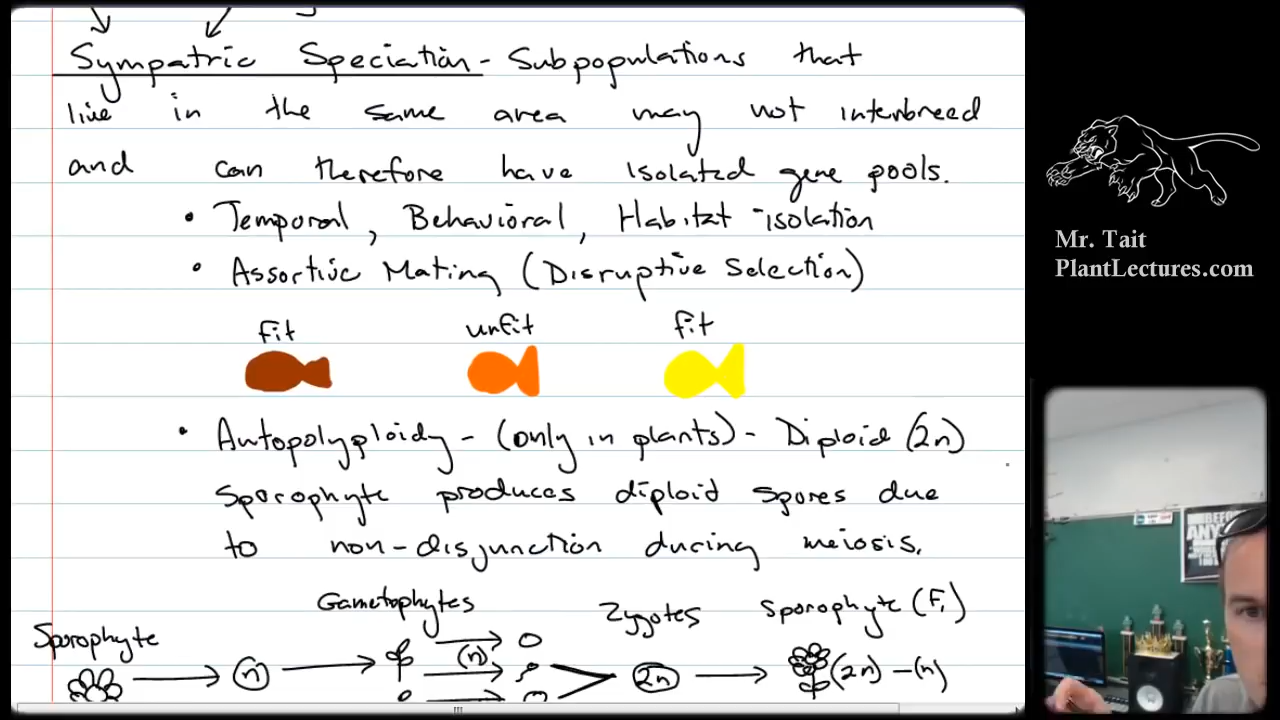 Sympatric Speciation - Subpopulations that
live in the same area may not interbreed
and can therefore have isolated gene pools.
• Temporal, Behavioral, Habitat isolation
• Assortive Mating (Disruptive Selection)
fit unfit fit
• Autopolyploidy - (only in plants) - Diploid (2n)
Sporophyte produces diploid spores due
to non-disjunction during meiosis.
Gametophytes Zygotes Sporophyte (F1)
Sporophyte
n (n) 2n (2n) - (n)
Mr. Tait
PlantLectures.com